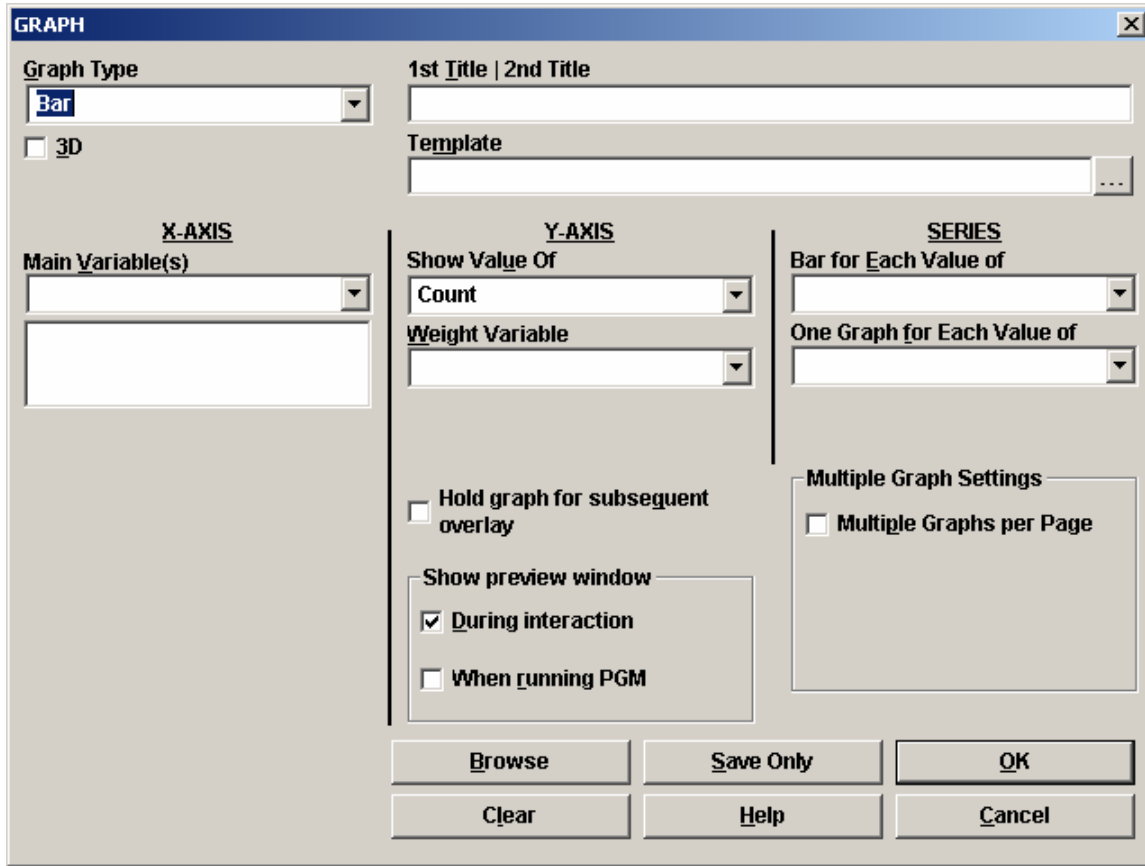 GRAPH
Graph Type
1st Title | 2nd Title
Bar
3D
Template
...
X-AXIS
Y-AXIS
SERIES
Main Variable(s)
Show Value Of
Bar for Each Value of
Count
Weight Variable
One Graph for Each Value of
Hold graph for subsequent
overlay
Multiple Graph Settings
Multiple Graphs per Page
Show preview window
During interaction
When running PGM
Browse
Save Only
OK
Clear
Help
Cancel